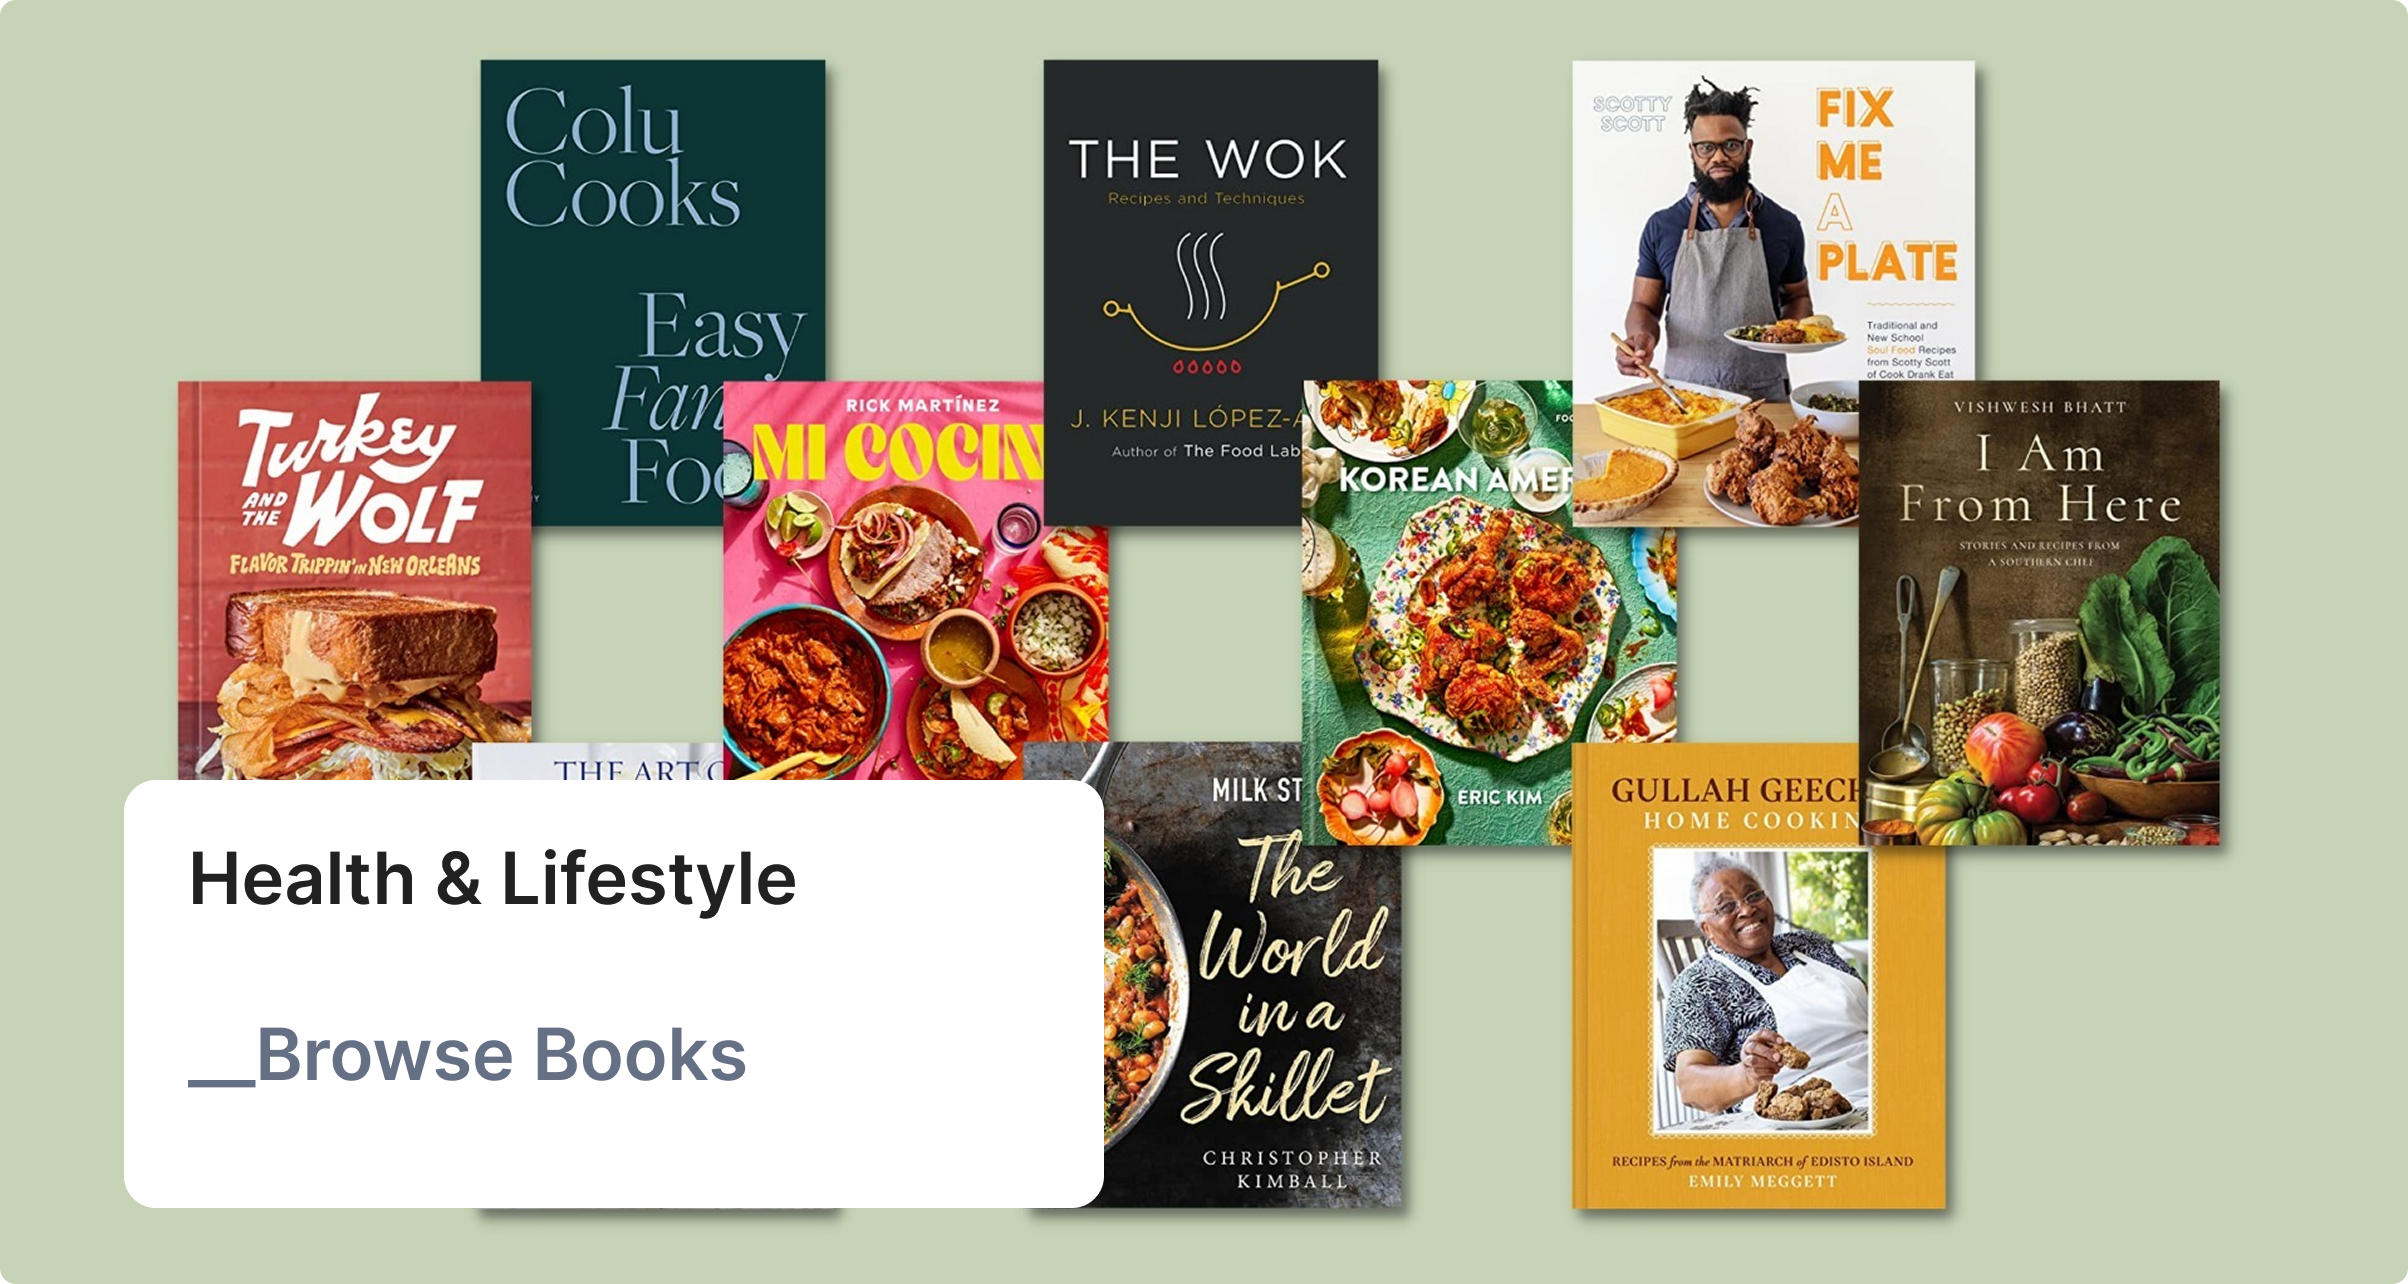 Colu
Cooks
Easy
Fan
Foo
THE WOK
Recipes and Techniques
J. KENJI LÓPEZ-A
Author of The Food Lab
SCOTTY
SCOTT
FIX
ME
A
PLATE
Traditional and
New School
Soul Food Recipes
from Scotty Scott
of Cook Drank Eat
Turkey
AND
THE
WOLF
FLAVOR TRIPPIN' IN NEW ORLEANS
RICK MARTÍNEZ
MI COCIN
KOREAN AMER
ERIC KIM
VISHWESH BHATT
I Am
From Here
STORIES AND RECIPES FROM
A SOUTHERN CHEF
THE ART
MILK ST
The
World
in a
Skillet
CHRISTOPHER
KIMBALL
GULLAH GEECH
HOME COOKIN
RECIPES from the MATRIARCH of EDISTO ISLAND
EMILY MEGGETT
Health & Lifestyle
__Browse Books